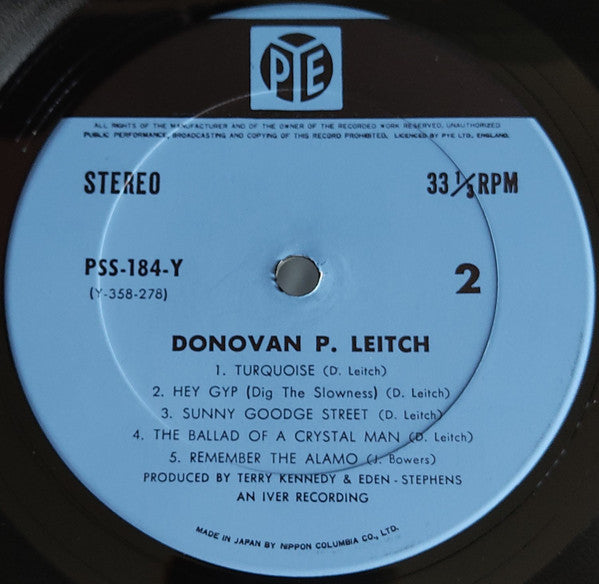 PYE
ALL RIGHTS OF THE MANUFACTURER AND OF THE OWNER OF THE RECORDED WORK RESERVED. UNAUTHORIZED
PUBLIC PERFORMANCE, BROADCASTING AND COPYING OF THIS RECORD PROHIBITED. LICENCED BY PYE LTD., ENGLAND.
STEREO 33 1/3 RPM
PSS-184-Y 2
(Y-358-278)
DONOVAN P. LEITCH
1. TURQUOISE (D. Leitch)
2. HEY GYP (Dig The Slowness) (D. Leitch)
3. SUNNY GOODGE STREET (D. Leitch)
4. THE BALLAD OF A CRYSTAL MAN (D. Leitch)
5. REMEMBER THE ALAMO (J. Bowers)
PRODUCED BY TERRY KENNEDY & EDEN - STEPHENS
AN IVER RECORDING
MADE IN JAPAN BY NIPPON COLUMBIA CO., LTD.